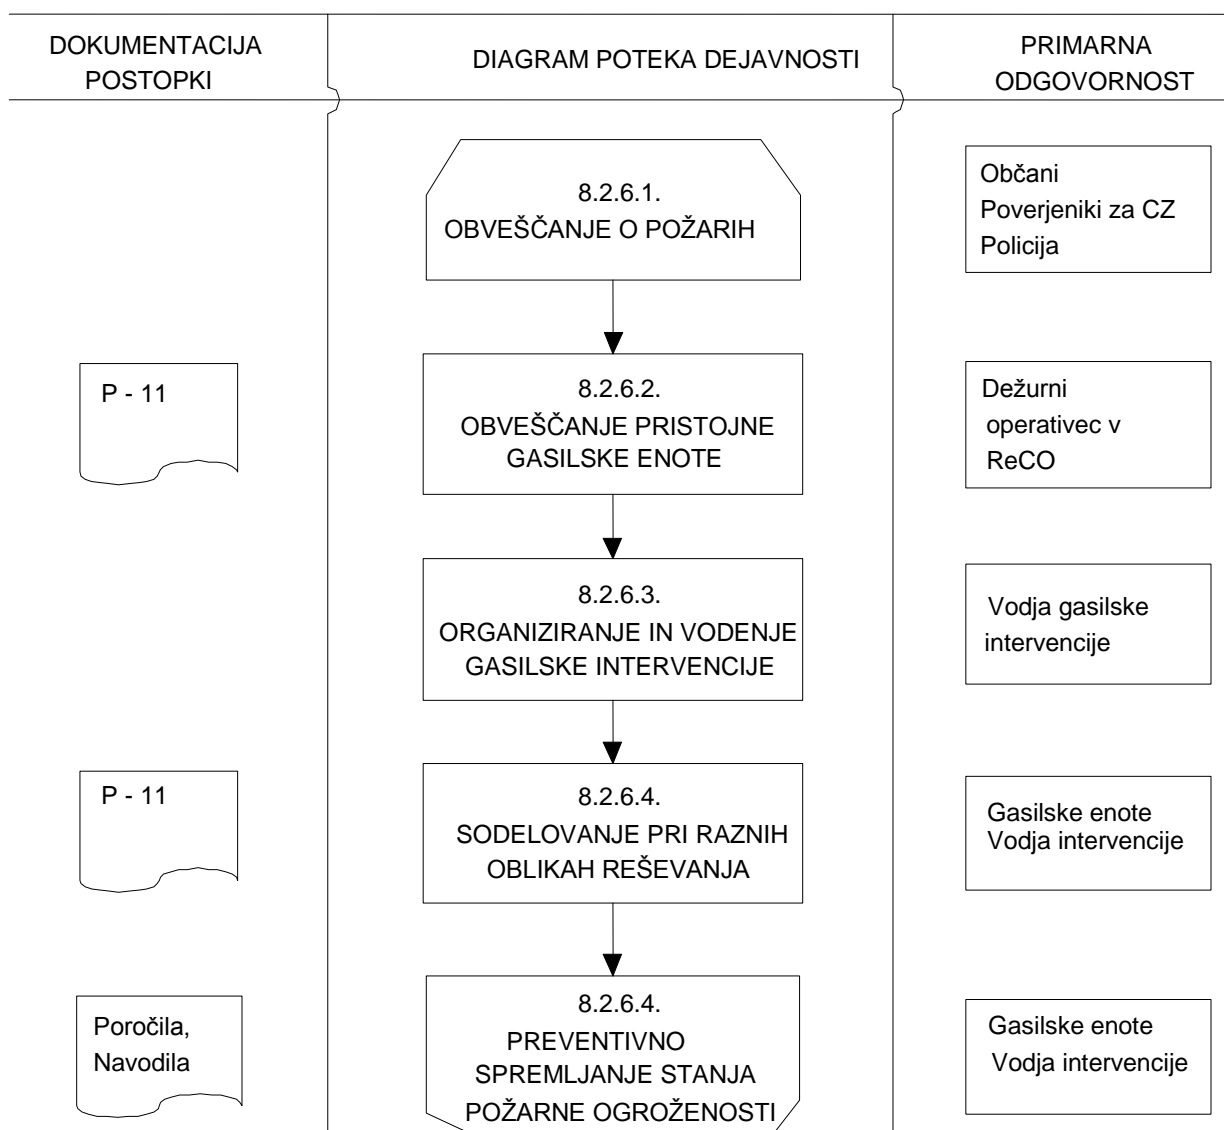 DOKUMENTACIJA
POSTOPKI
DIAGRAM POTEKA DEJAVNOSTI
PRIMARNA
ODGOVORNOST
8.2.6.1.
OBVEŠČANJE O POŽARIH
Občani
Poverjeniki za CZ
Policija
P - 11
8.2.6.2.
OBVEŠČANJE PRISTOJNE
GASILSKE ENOTE
Dežurni
operativec v
ReCO
8.2.6.3.
ORGANIZIRANJE IN VODENJE
GASILSKE INTERVENCIJE
Vodja gasilske
intervencije
P - 11
8.2.6.4.
SODELOVANJE PRI RAZNIH
OBLIKAH REŠEVANJA
Gasilske enote
Vodja intervencije
Poročila,
Navodila
8.2.6.4.
PREVENTIVNO
SPREMLJANJE STANJA
POŽARNE OGROŽENOSTI
Gasilske enote
Vodja intervencije